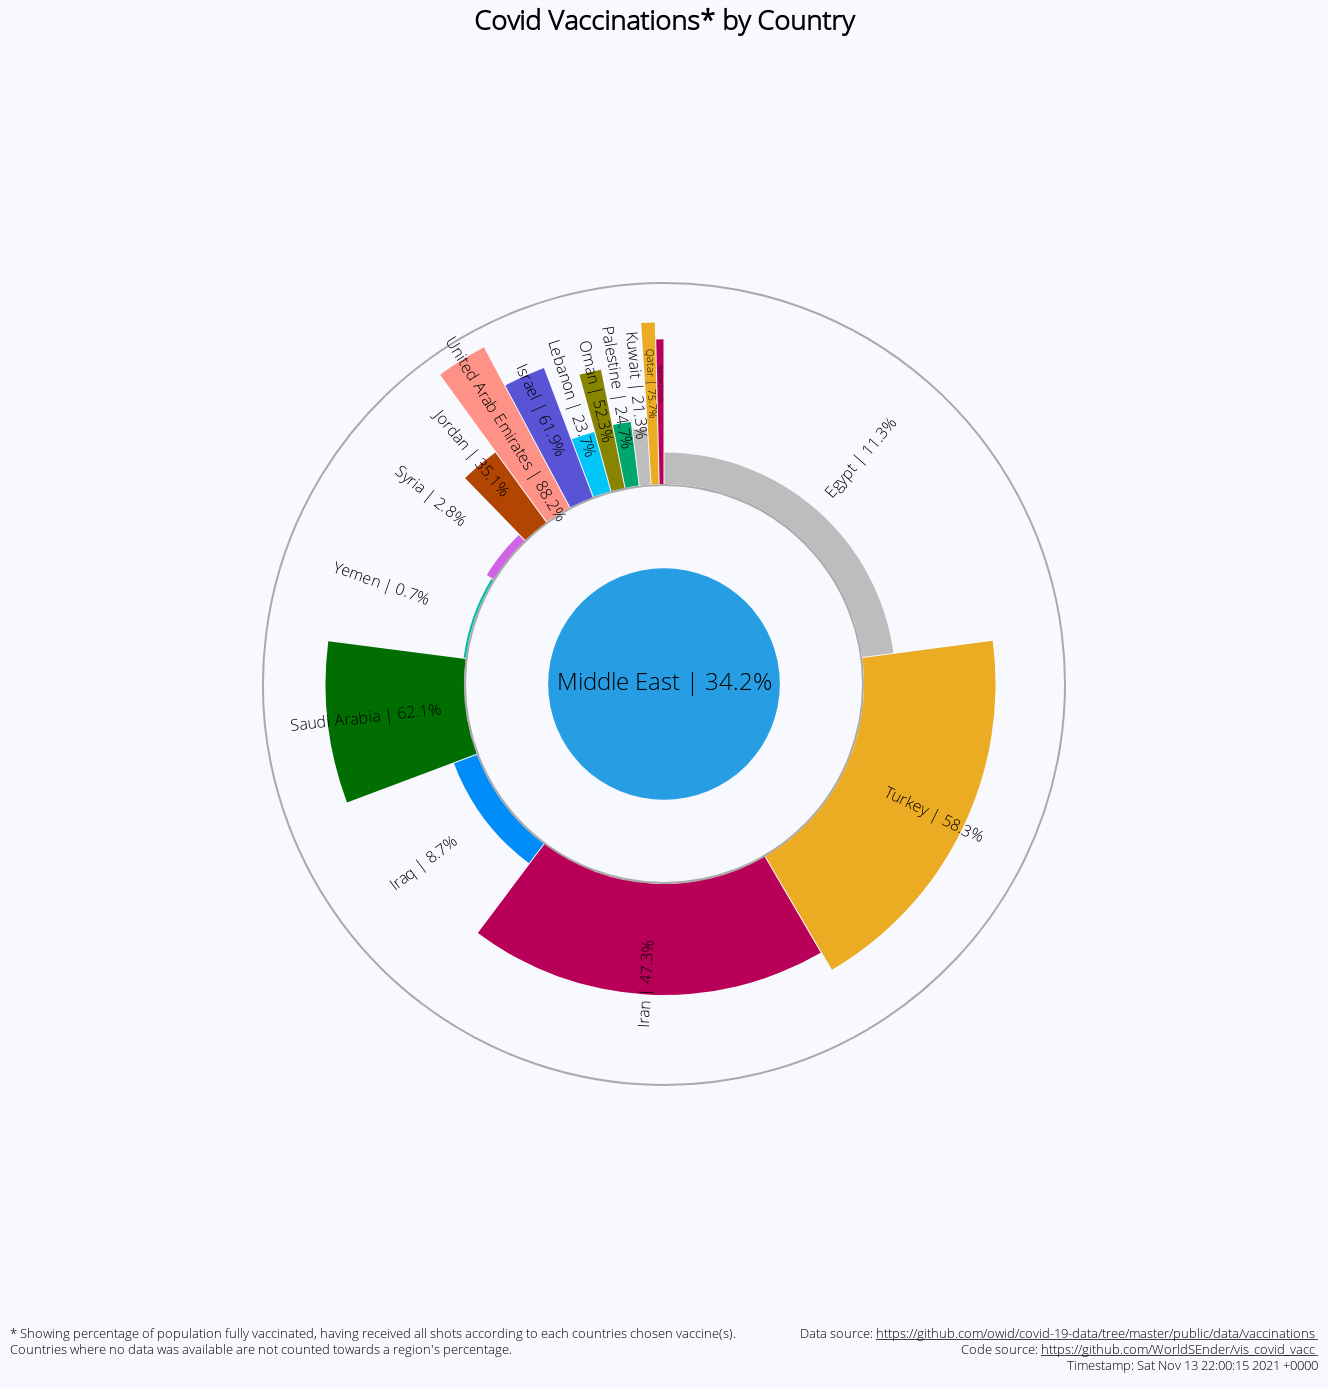 Covid Vaccinations* by Country
Egypt | 11.3%
Turkey | 58.3%
Iran | 47.3%
Iraq | 8.7%
Saudi Arabia | 62.1%
Yemen | 0.7%
Syria | 2.8%
Jordan | 35.1%
United Arab Emirates | 88.2%
Israel | 61.9%
Lebanon | 23.7%
Oman | 52.3%
Palestine | 24.7%
Kuwait | 21.3%
Qatar | 75.7%
Middle East | 34.2%
* Showing percentage of population fully vaccinated, having received all shots according to each countries chosen vaccine(s).
Countries where no data was available are not counted towards a region's percentage.
Data source: https://github.com/owid/covid-19-data/tree/master/public/data/vaccinations
Code source: https://github.com/WorldSEnder/vis_covid_vacc
Timestamp: Sat Nov 13 22:00:15 2021 +0000